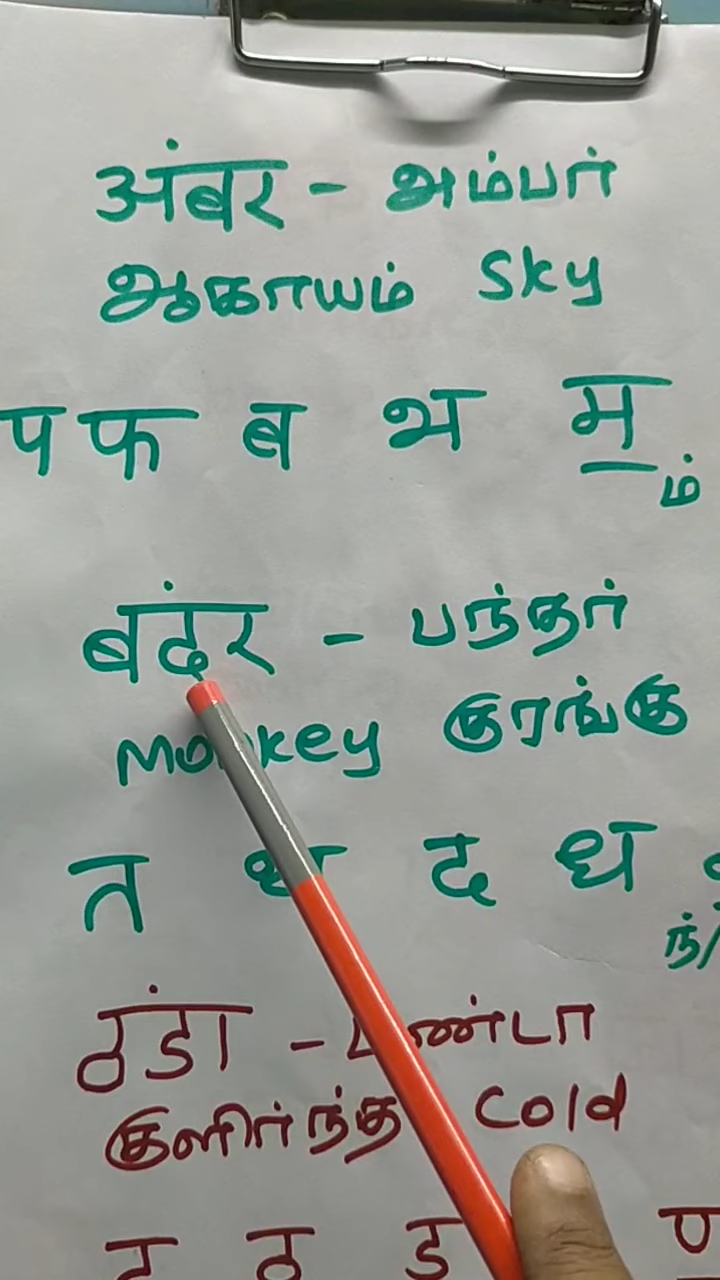 अंबर - அம்பர்
ஆகாயம் Sky
प फ ब भ म ம்
बंदर - பந்தர்
Monkey குரங்கு
त थ द ध
ந்/
ठंडा -
குளிர்ந்த Cold
ट ठ ड ण